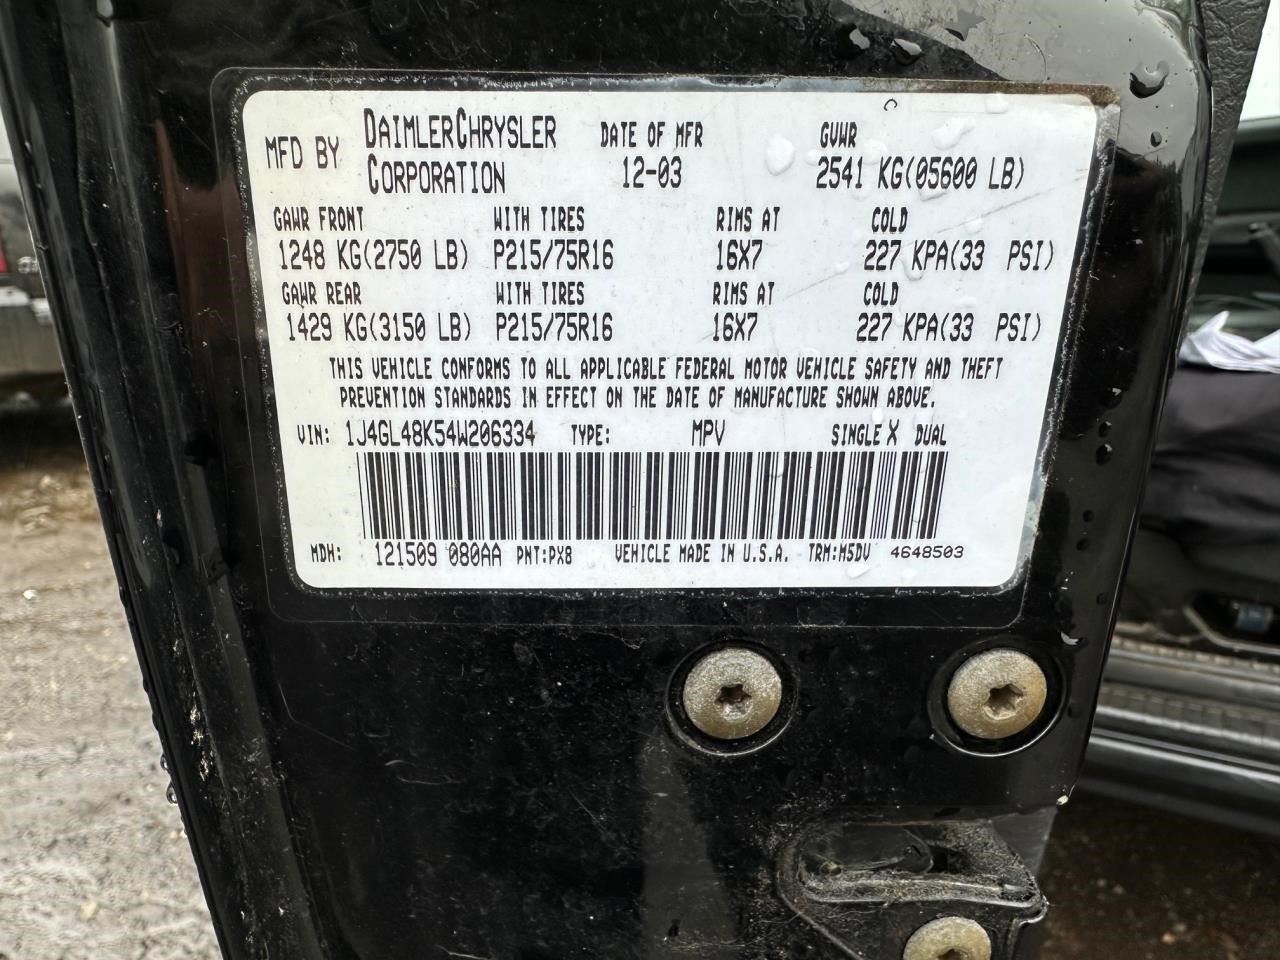 MFD BY DAIMLERCHRYSLER CORPORATION DATE OF MFR 12-03 GVWR 2541 KG(05600 LB)
GAWR FRONT WITH TIRES RIMS AT COLD
1248 KG(2750 LB) P215/75R16 16X7 227 KPA(33 PSI)
GAWR REAR WITH TIRES RIMS AT COLD
1429 KG(3150 LB) P215/75R16 16X7 227 KPA(33 PSI)
THIS VEHICLE CONFORMS TO ALL APPLICABLE FEDERAL MOTOR VEHICLE SAFETY AND THEFT
PREVENTION STANDARDS IN EFFECT ON THE DATE OF MANUFACTURE SHOWN ABOVE.
VIN: 1J4GL48K54W206334 TYPE: MPV SINGLE X DUAL
MDH: 121509 080AA PNT:PX8 VEHICLE MADE IN U.S.A. TRM:M5DV 4648503